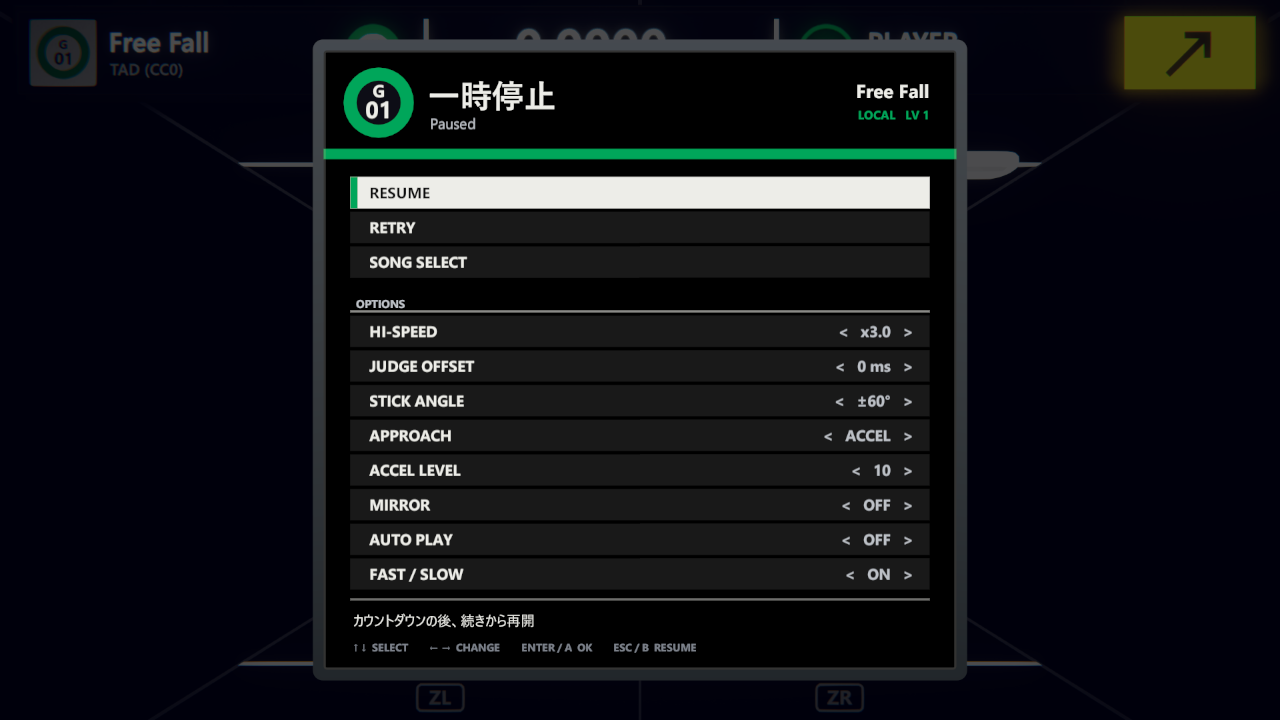 G
01
Free Fall
TAD (CC0)
0.0000
PLAYER
G
01
一時停止
Paused
Free Fall
LOCAL LV 1
RESUME
RETRY
SONG SELECT
OPTIONS
HI-SPEED < x3.0 >
JUDGE OFFSET < 0 ms >
STICK ANGLE < ±60° >
APPROACH < ACCEL >
ACCEL LEVEL < 10 >
MIRROR < OFF >
AUTO PLAY < OFF >
FAST / SLOW < ON >
カウントダウンの後、続きから再開
↑↓ SELECT ←→ CHANGE ENTER / A OK ESC / B RESUME
ZL ZR